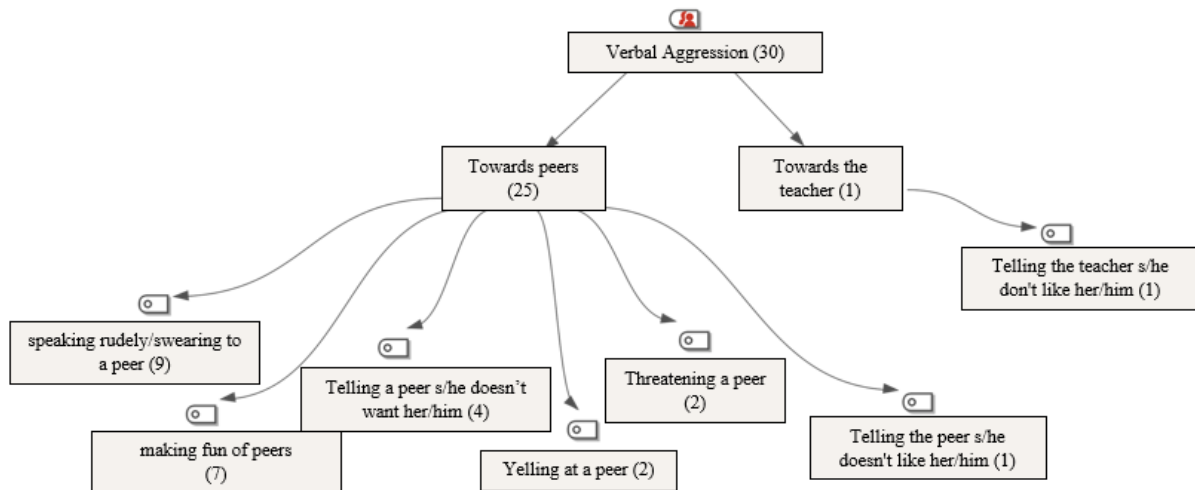 Verbal Aggression (30)
Towards peers
(25)
Towards the
teacher (1)
Telling the teacher s/he
don't like her/him (1)
speaking rudely/swearing to
a peer (9)
Telling a peer s/he doesn’t
want her/him (4)
Threatening a peer
(2)
making fun of peers
(7)
Yelling at a peer (2)
Telling the peer s/he
doesn't like her/him (1)